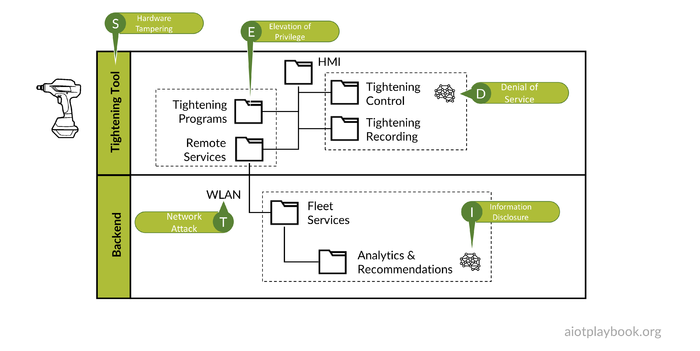 S
Hardware
Tampering
E
Elevation of
Privilege
HMI
Tightening Tool
Tightening
Programs
Tightening
Control
D
Denial of
Service
Remote
Services
Tightening
Recording
WLAN
Network
Attack
T
Backend
Fleet
Services
I
Information
Disclosure
Analytics &
Recommendations
aiotplaybook.org